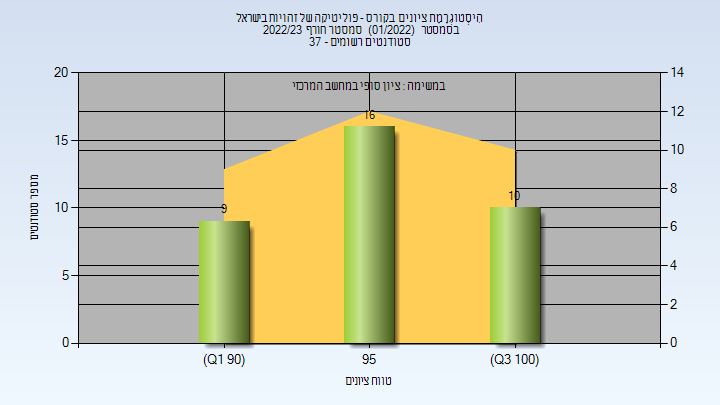 היסטוגרמת ציונים בקורס - פוליטיקה של זהויות בישראל
בסמסטר (01/2022) סמסטר חורף 2022/23
סטודנטים רשומים - 37
במשימה : ציון סופי במחשב המרכזי
מספר סטודנטים
20
15
10
5
0
14
12
10
8
6
4
2
0
9
16
10
(Q1 90)
95
(Q3 100)
טווח ציונים